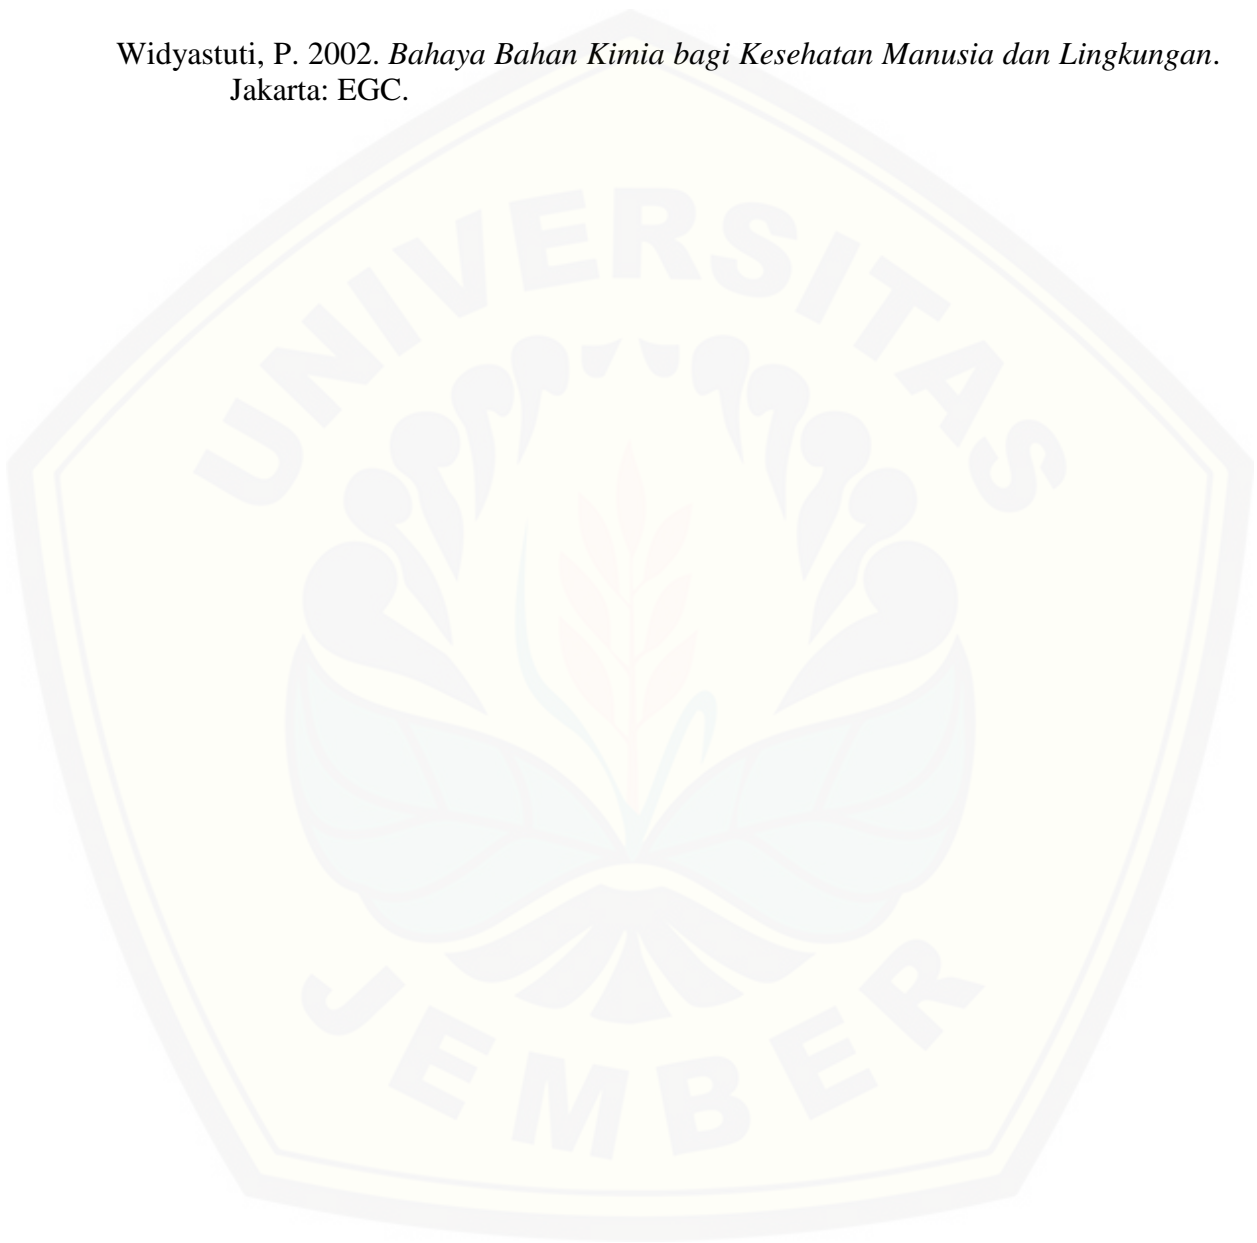 Widyastuti, P. 2002. Bahaya Bahan Kimia bagi Kesehatan Manusia dan Lingkungan.
Jakarta: EGC.
UNIVERSITAS
JEMBER